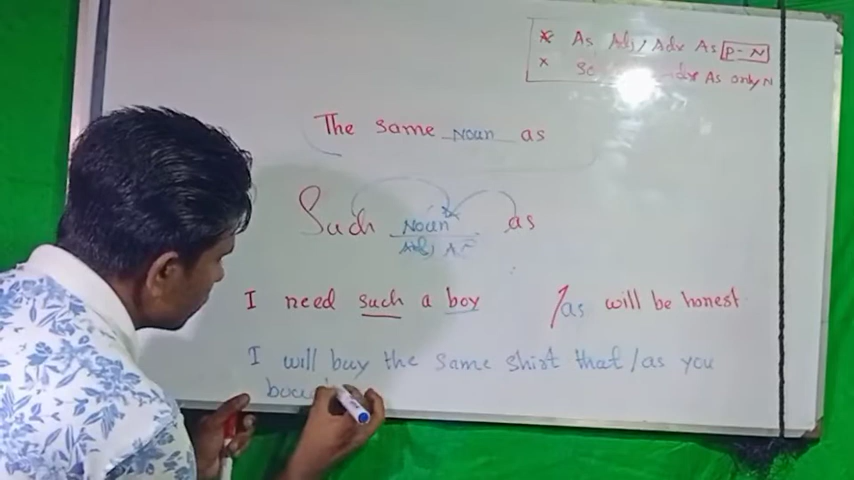 * As Adj/Adv As P-N
× So Adv As only N
The same Noun as
Such Noun as
Adj
I need such a boy /as will be honest
I will buy the same shirt that/as you